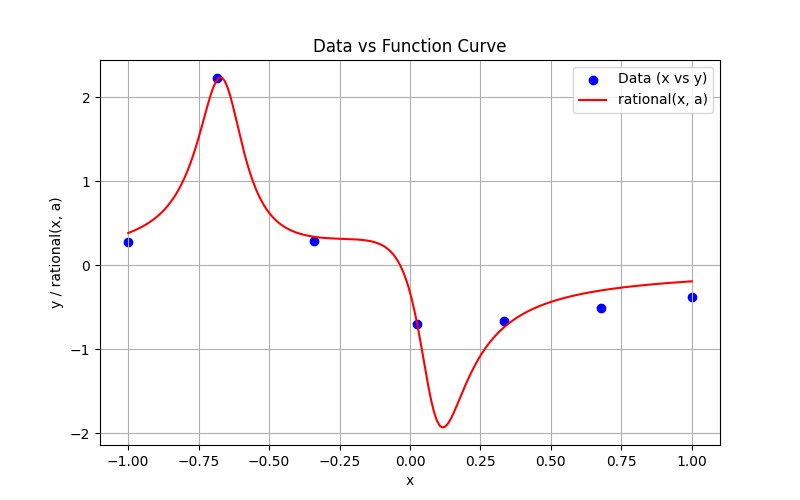 Data vs Function Curve
Data (x vs y)
rational(x, a)
y / rational(x, a)
2
1
0
−1
−2
−1.00 −0.75 −0.50 −0.25 0.00 0.25 0.50 0.75 1.00
x